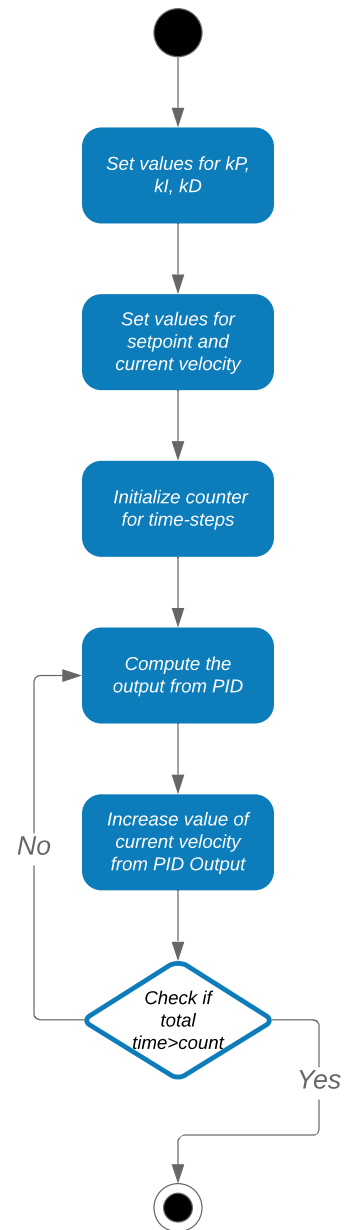 Set values for kP,
kI, kD
Set values for
setpoint and
current velocity
Initialize counter
for time-steps
Compute the
output from PID
Increase value of
current velocity
from PID Output
No
Check if
total
time>count
Yes